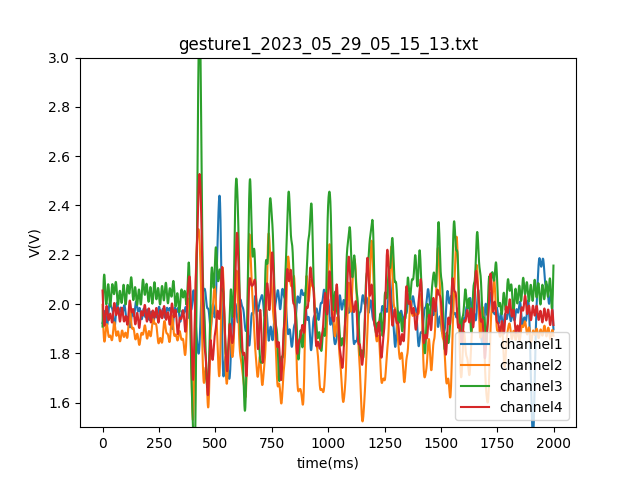 gesture1_2023_05_29_05_15_13.txt
3.0
2.8
2.6
2.4
2.2
2.0
1.8
1.6
V(V)
channel1
channel2
channel3
channel4
0 250 500 750 1000 1250 1500 1750 2000
time(ms)